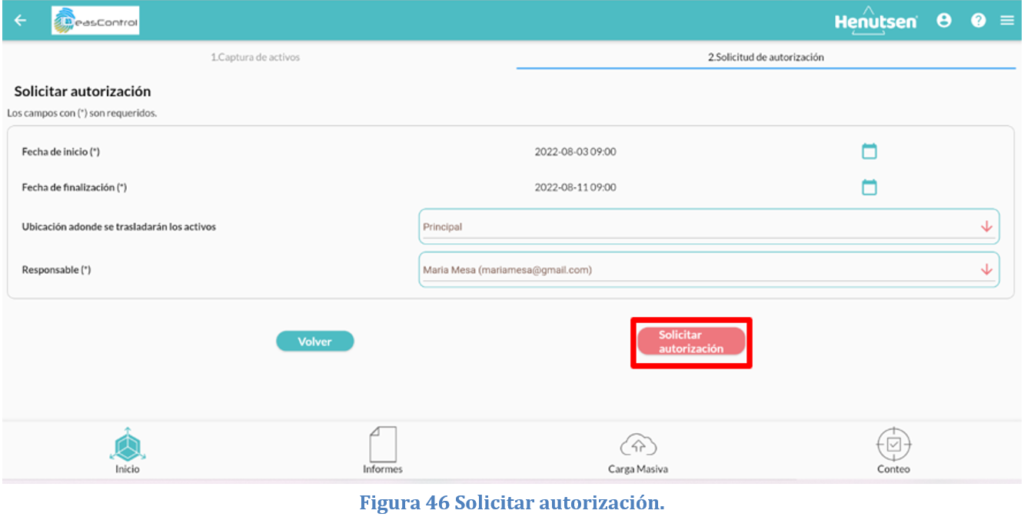 BeasControl
Henutsen
1.Captura de activos
2.Solicitud de autorización
Solicitar autorización
Los campos con (*) son requeridos.
Fecha de inicio (*)
2022-08-03 09:00
Fecha de finalización (*)
2022-08-11 09:00
Ubicación adonde se trasladarán los activos
Principal
Responsable (*)
Maria Mesa (mariamesa@gmail.com)
Volver
Solicitar
autorización
Inicio
Informes
Carga Masiva
Conteo
Figura 46 Solicitar autorización.